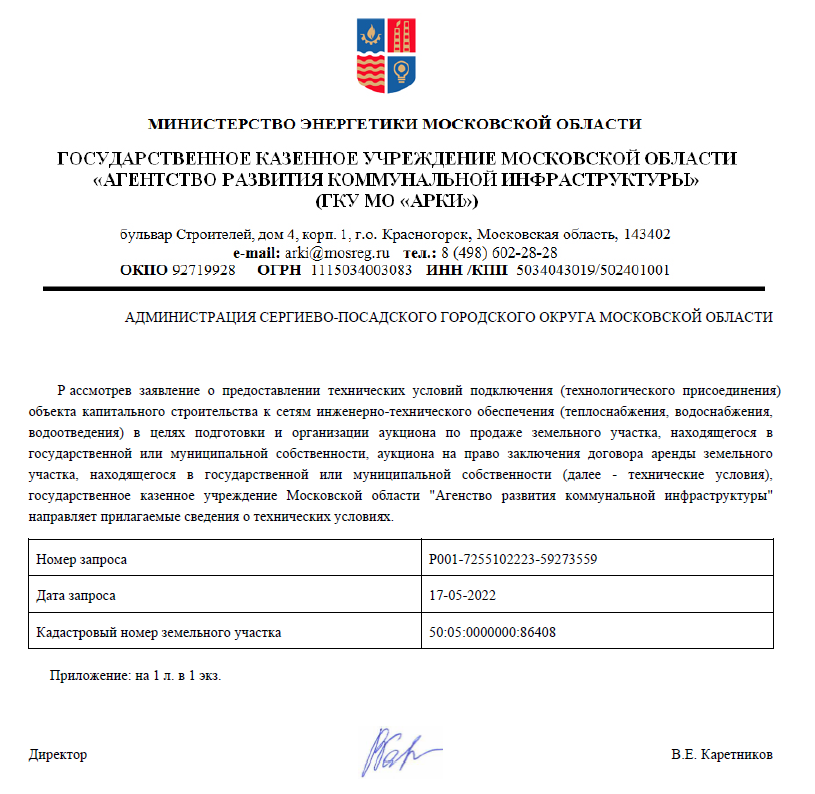 МИНИСТЕРСТВО ЭНЕРГЕТИКИ МОСКОВСКОЙ ОБЛАСТИ
ГОСУДАРСТВЕННОЕ КАЗЕННОЕ УЧРЕЖДЕНИЕ МОСКОВСКОЙ ОБЛАСТИ
«АГЕНТСТВО РАЗВИТИЯ КОММУНАЛЬНОЙ ИНФРАСТРУКТУРЫ»
(ГКУ МО «АРКИ»)
бульвар Строителей, дом 4, корп. 1, г.о. Красногорск, Московская область, 143402
e-mail: arki@mosreg.ru тел.: 8 (498) 602-28-28
ОКПО 92719928 ОГРН 1115034003083 ИНН /КПП 5034043019/502401001
АДМИНИСТРАЦИЯ СЕРГИЕВО-ПОСАДСКОГО ГОРОДСКОГО ОКРУГА МОСКОВСКОЙ ОБЛАСТИ
Р ассмотрев заявление о предоставлении технических условий подключения (технологического присоединения)
объекта капитального строительства к сетям инженерно-технического обеспечения (теплоснабжения, водоснабжения,
водоотведения) в целях подготовки и организации аукциона по продаже земельного участка, находящегося в
государственной или муниципальной собственности, аукциона на право заключения договора аренды земельного
участка, находящегося в государственной или муниципальной собственности (далее - технические условия),
государственное казенное учреждение Московской области "Агенство развития коммунальной инфраструктуры"
направляет прилагаемые сведения о технических условиях.
Номер запроса P001-7255102223-59273559
Дата запроса 17-05-2022
Кадастровый номер земельного участка 50:05:0000000:86408
Приложение: на 1 л. в 1 экз.
Директор В.Е. Каретников